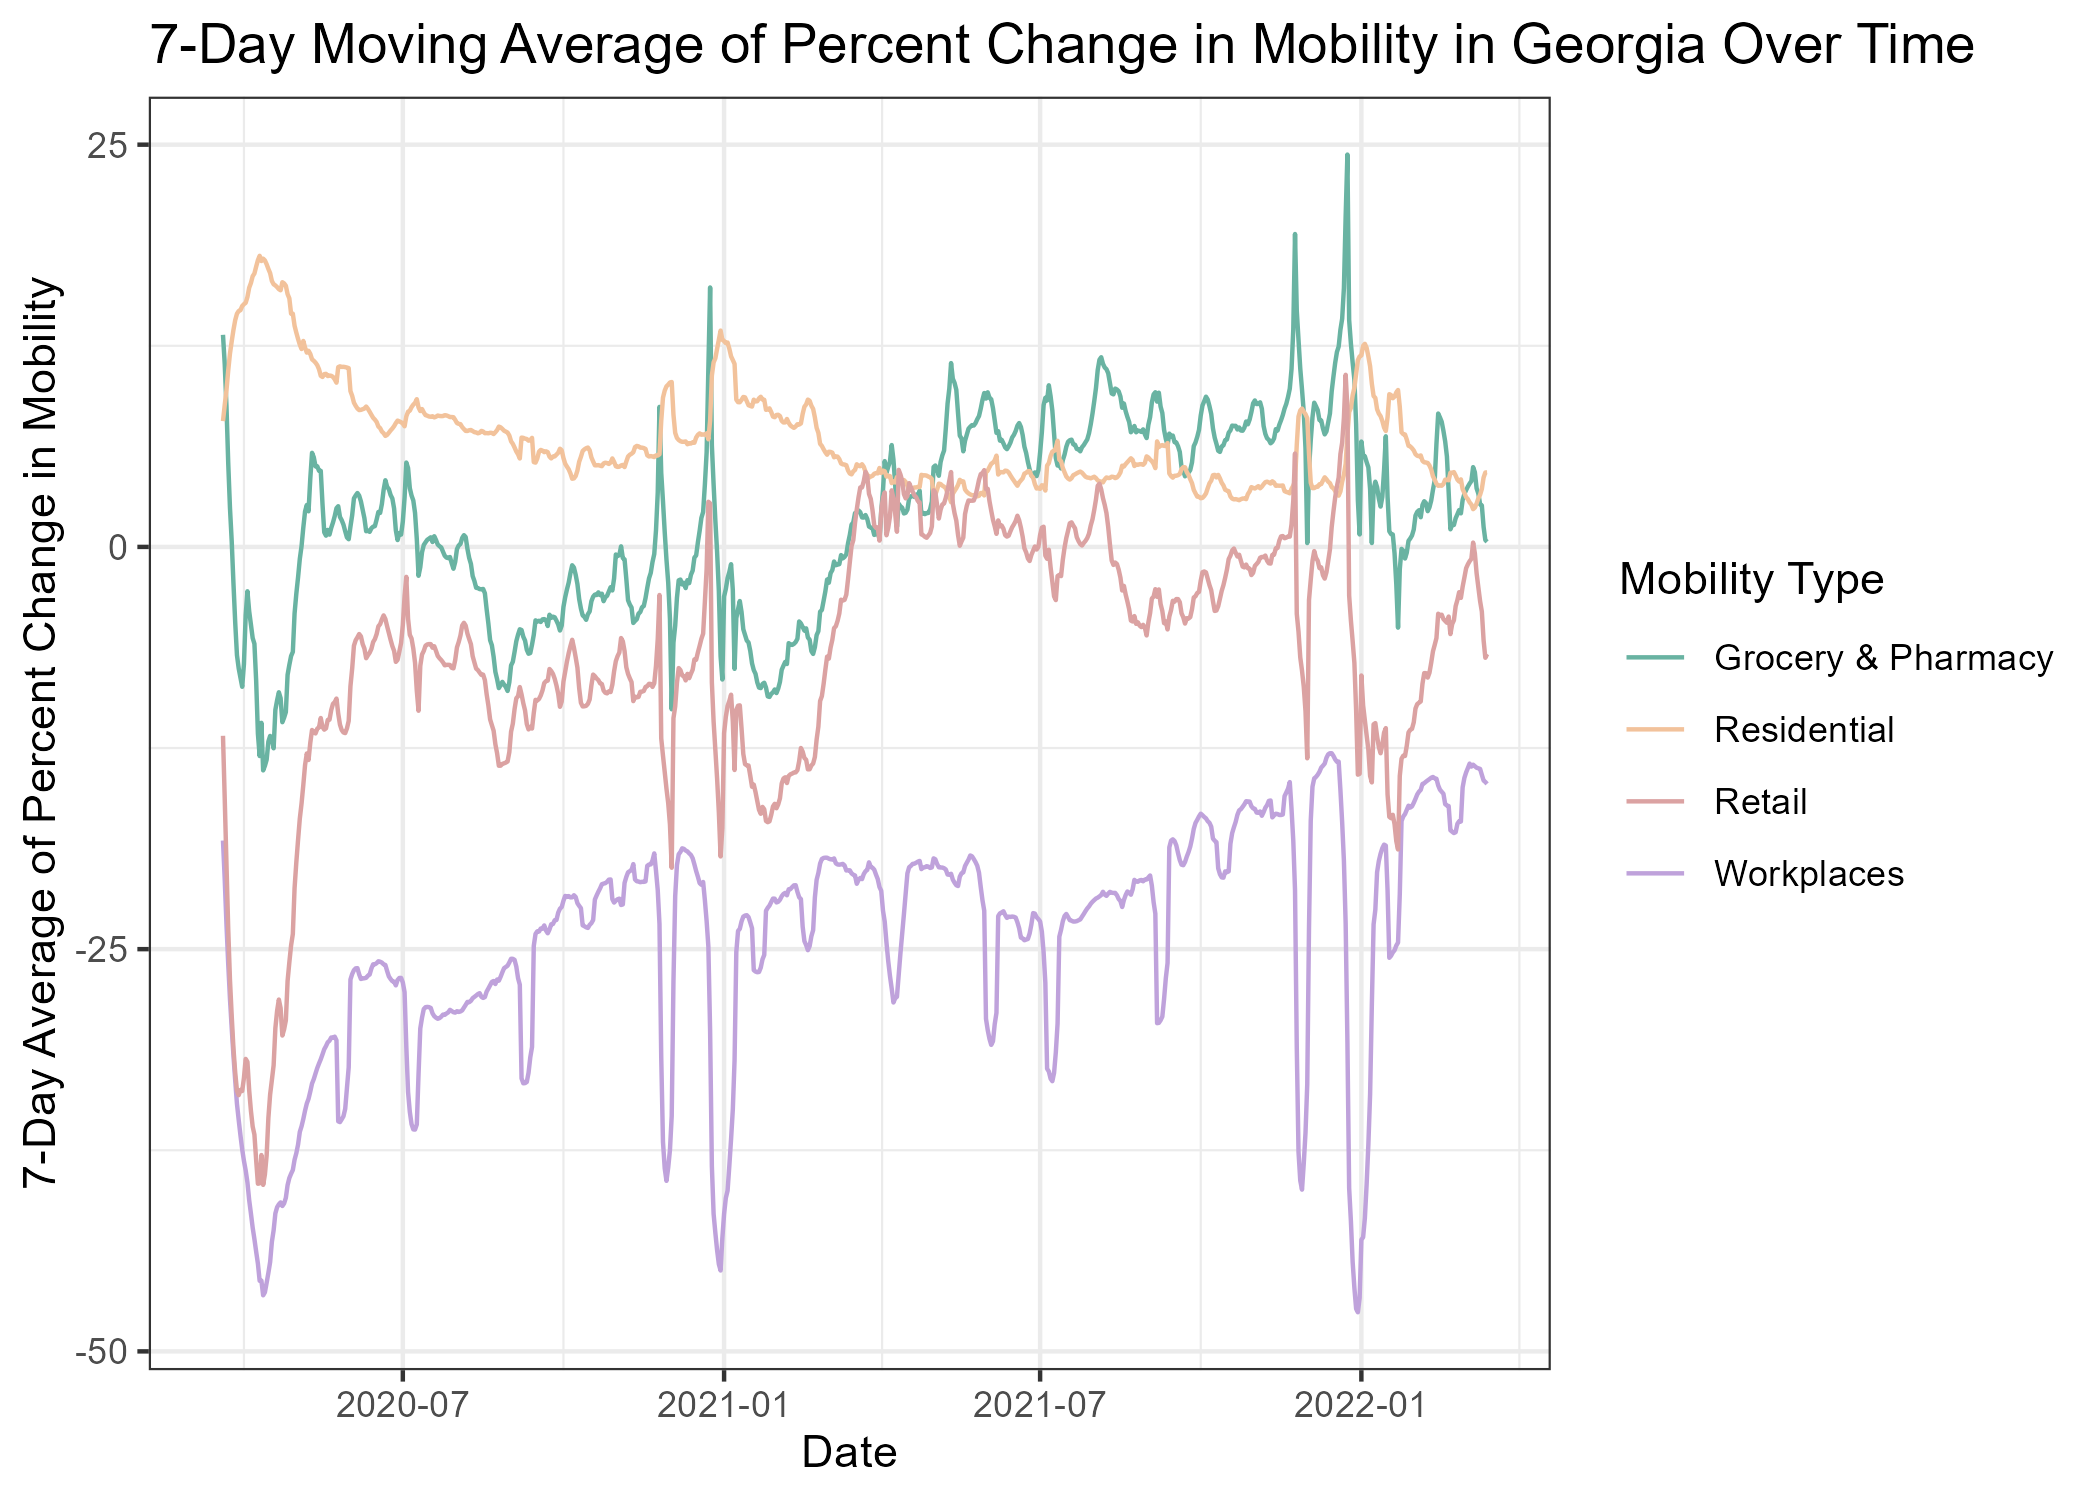 7-Day Moving Average of Percent Change in Mobility in Georgia Over Time
7-Day Average of Percent Change in Mobility
25
0
-25
-50
2020-07
2021-01
2021-07
2022-01
Date
Mobility Type
Grocery & Pharmacy
Residential
Retail
Workplaces